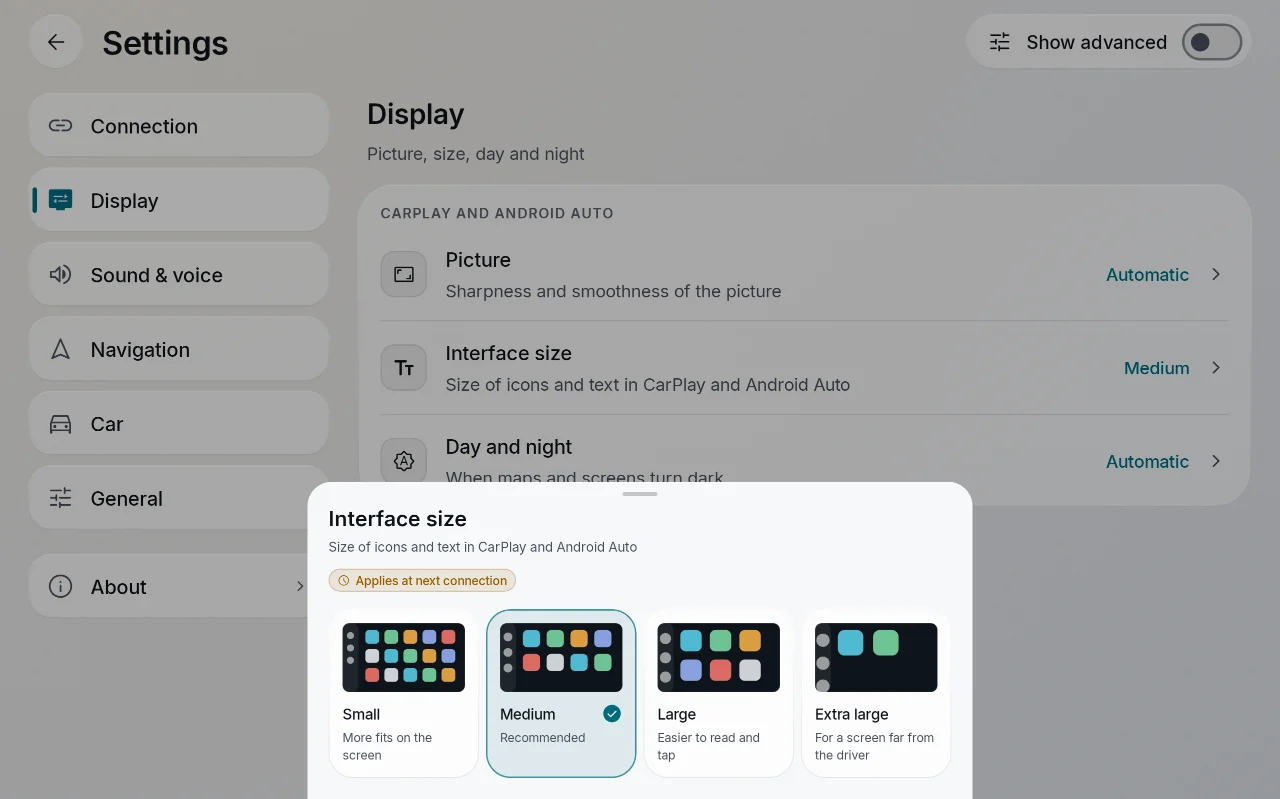 Settings
Show advanced
Connection
Display
Sound & voice
Navigation
Car
General
About
Display
Picture, size, day and night
CARPLAY AND ANDROID AUTO
Picture
Sharpness and smoothness of the picture
Automatic
Interface size
Size of icons and text in CarPlay and Android Auto
Medium
Day and night
When maps and screens turn dark
Automatic
Interface size
Size of icons and text in CarPlay and Android Auto
Applies at next connection
Small
More fits on the
screen
Medium
Recommended
Large
Easier to read and
tap
Extra large
For a screen far from
the driver